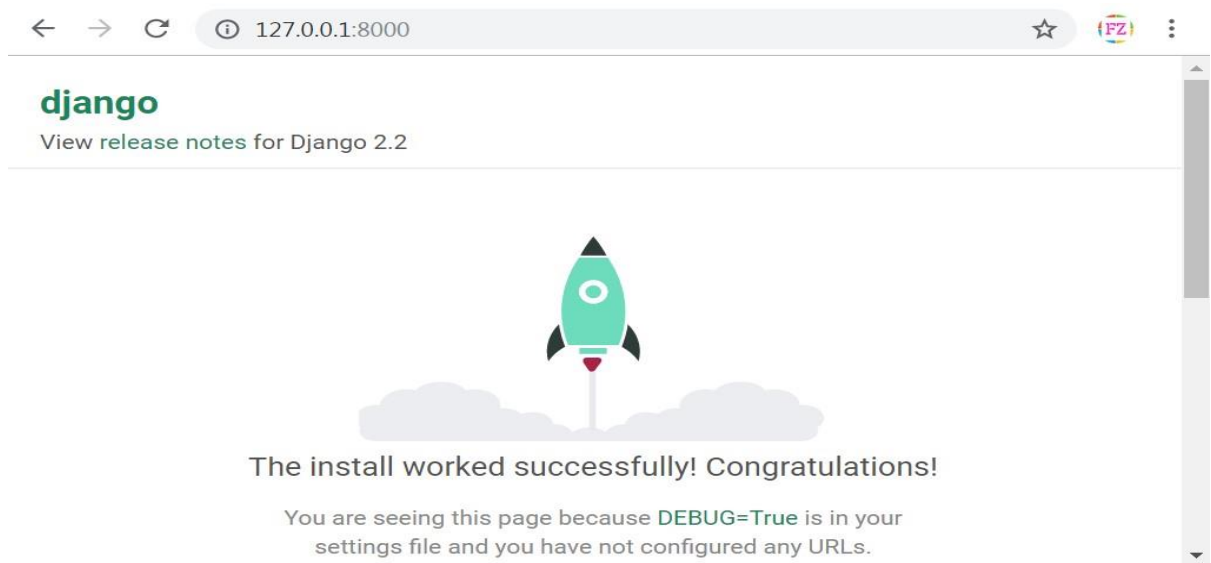 127.0.0.1:8000
FZ
django
View release notes for Django 2.2
The install worked successfully! Congratulations!
You are seeing this page because DEBUG=True is in your
settings file and you have not configured any URLs.